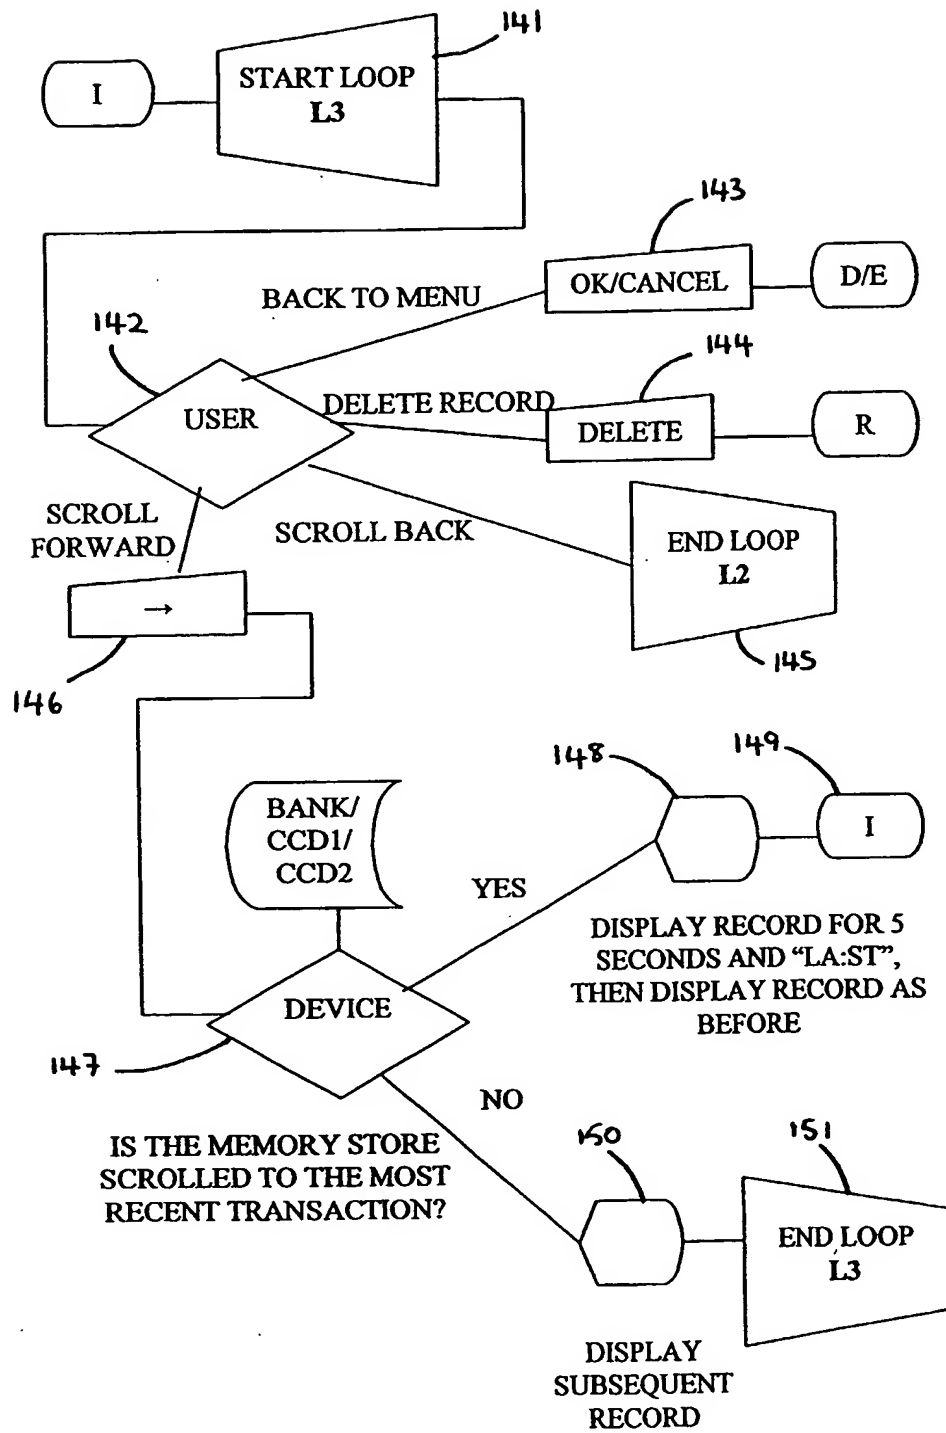 141
I
START LOOP
L3
143
OK/CANCEL
D/E
BACK TO MENU
142
144
USER
DELETE RECORD
DELETE
R
SCROLL
FORWARD
SCROLL BACK
END LOOP
L2
→
145
146
148
149
BANK/
CCD1/
CCD2
I
YES
DISPLAY RECORD FOR 5
SECONDS AND “LA:ST”,
THEN DISPLAY RECORD AS
BEFORE
DEVICE
147
NO
IS THE MEMORY STORE
SCROLLED TO THE MOST
RECENT TRANSACTION?
150
151
END LOOP
L3
DISPLAY
SUBSEQUENT
RECORD